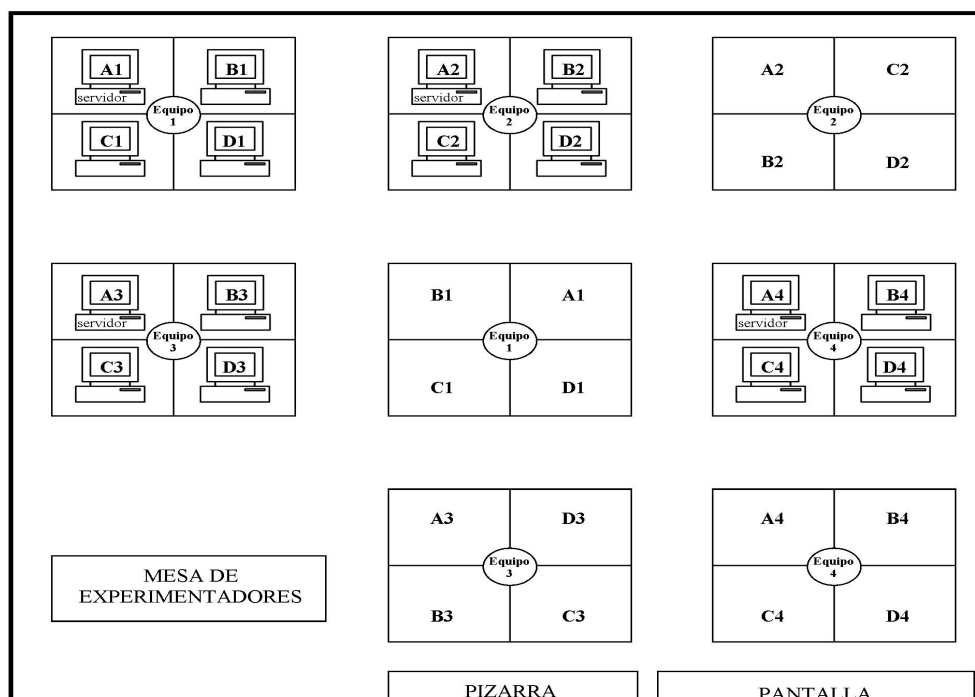 A1 B1
servidor
Equipo
1
C1 D1
A2 B2
servidor
Equipo
2
C2 D2
A2 C2
Equipo
2
B2 D2
A3 B3
servidor
Equipo
3
C3 D3
B1 A1
Equipo
1
C1 D1
A4 B4
servidor
Equipo
4
C4 D4
MESA DE
EXPERIMENTADORES
A3 D3
Equipo
3
B3 C3
A4 B4
Equipo
4
C4 D4
PIZARRA
PANTALLA